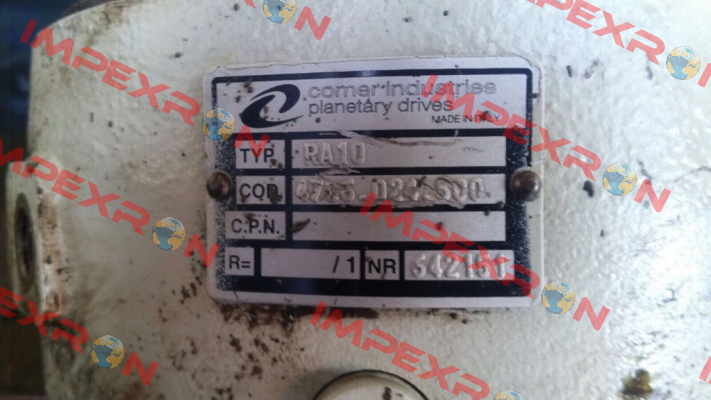 comer industries
planetary drives
MADE IN ITALY
TYP. RA10
COD.
C.P.N.
R= /1 NR
IMPEXRON
IMPEXRON
IMPEXRON
IMPEXRON
IMPEXRON
IMPEXRON
IMPEXRON